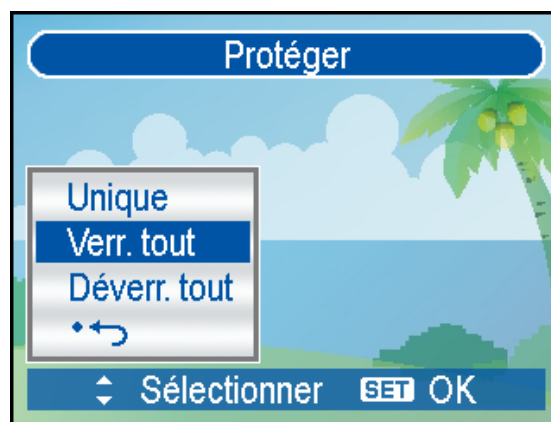 Protéger
Unique
Verr. tout
Déverr. tout
Sélectionner SET OK